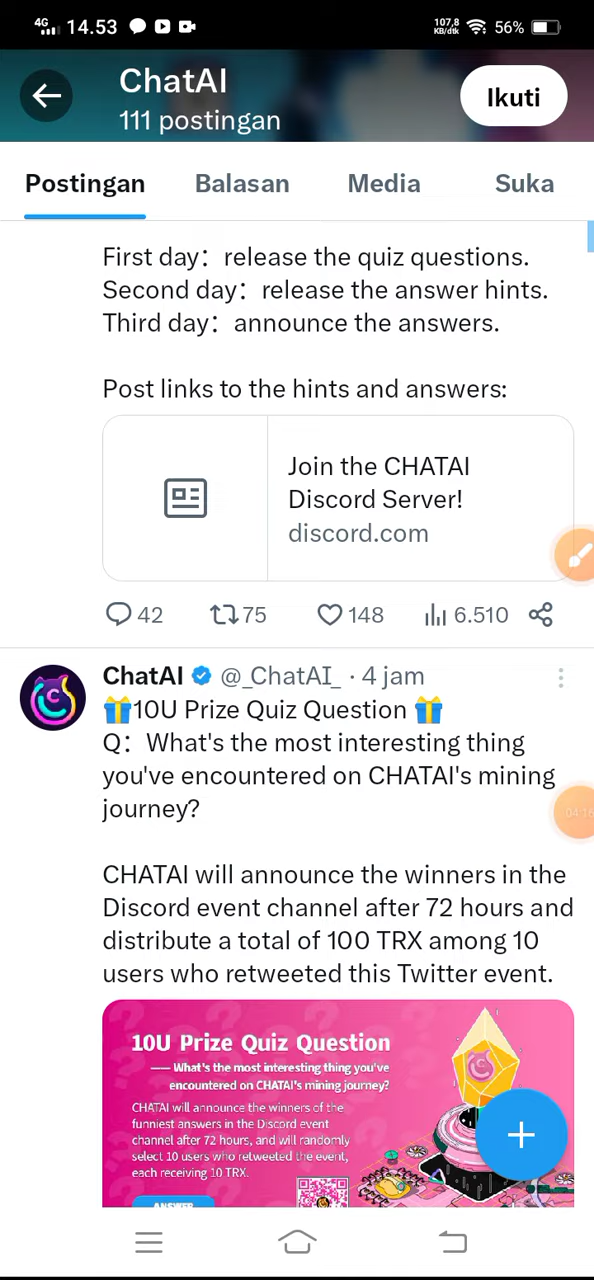 4G 14.53 107,8 KB/dtk 56%
ChatAI
111 postingan
Ikuti
Postingan Balasan Media Suka
First day：release the quiz questions.
Second day：release the answer hints.
Third day：announce the answers.
Post links to the hints and answers:
Join the CHATAI
Discord Server!
discord.com
42 75 148 6.510
ChatAI @_ChatAI_ · 4 jam
🎁10U Prize Quiz Question 🎁
Q：What's the most interesting thing
you've encountered on CHATAI's mining
journey?
04:16
CHATAI will announce the winners in the
Discord event channel after 72 hours and
distribute a total of 100 TRX among 10
users who retweeted this Twitter event.
10U Prize Quiz Question
—— What's the most interesting thing you've
encountered on CHATAI's mining journey?
CHATAI will announce the winners of the
funniest answers in the Discord event
channel after 72 hours, and will randomly
select 10 users who retweeted the event,
each receiving 10 TRX.
ANSWER